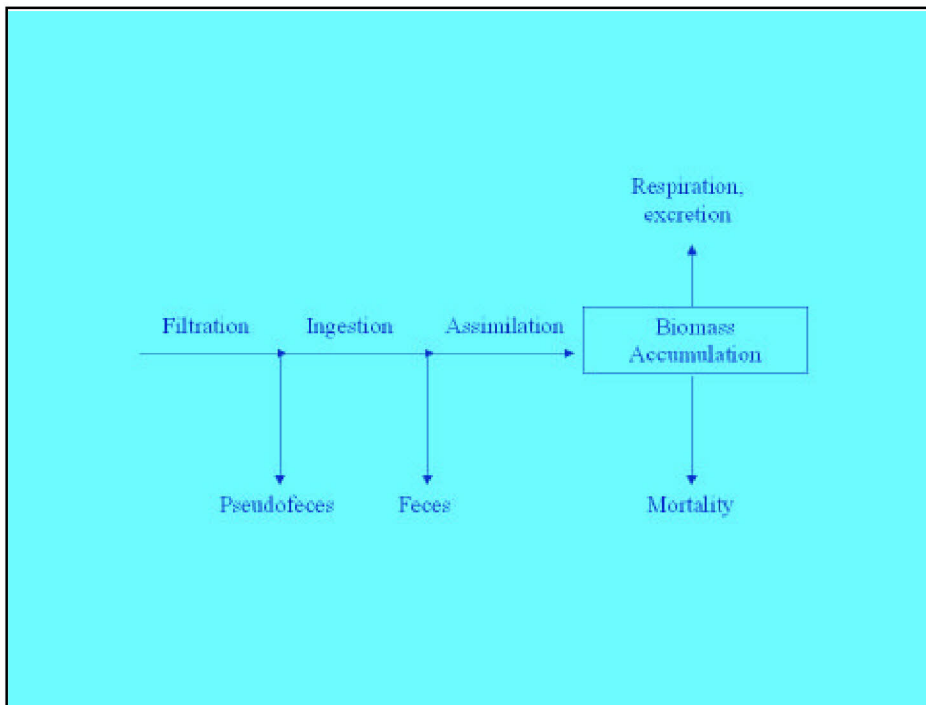 Respiration,
excretion
Filtration
Ingestion
Assimilation
Biomass
Accumulation
Pseudofeces
Feces
Mortality